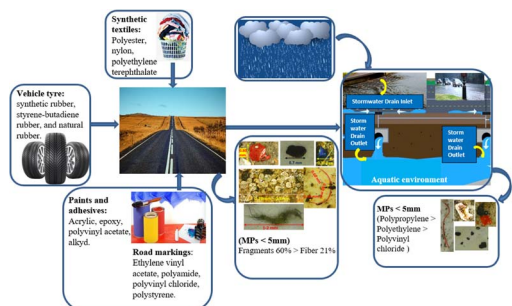 Synthetic
textiles:
Polyester,
nylon,
polyethylene
terephthalate
Vehicle tyre:
synthetic rubber,
styrene-butadiene
rubber, and natural
rubber.
Stormwater Drain inlet
Storm
water
Drain
Outlet
Storm
water
Drain
Outlet
Aquatic environment
Paints and
adhesives:
Acrylic, epoxy,
polyvinyl acetate,
alkyd.
Road markings:
Ethylene vinyl
acetate, polyamide,
polyvinyl chloride,
polystyrene.
(MPs < 5mm)
Fragments 60% > Fiber 21%
MPs < 5mm
(Polypropylene >
Polyethylene >
Polyvinyl
chloride )